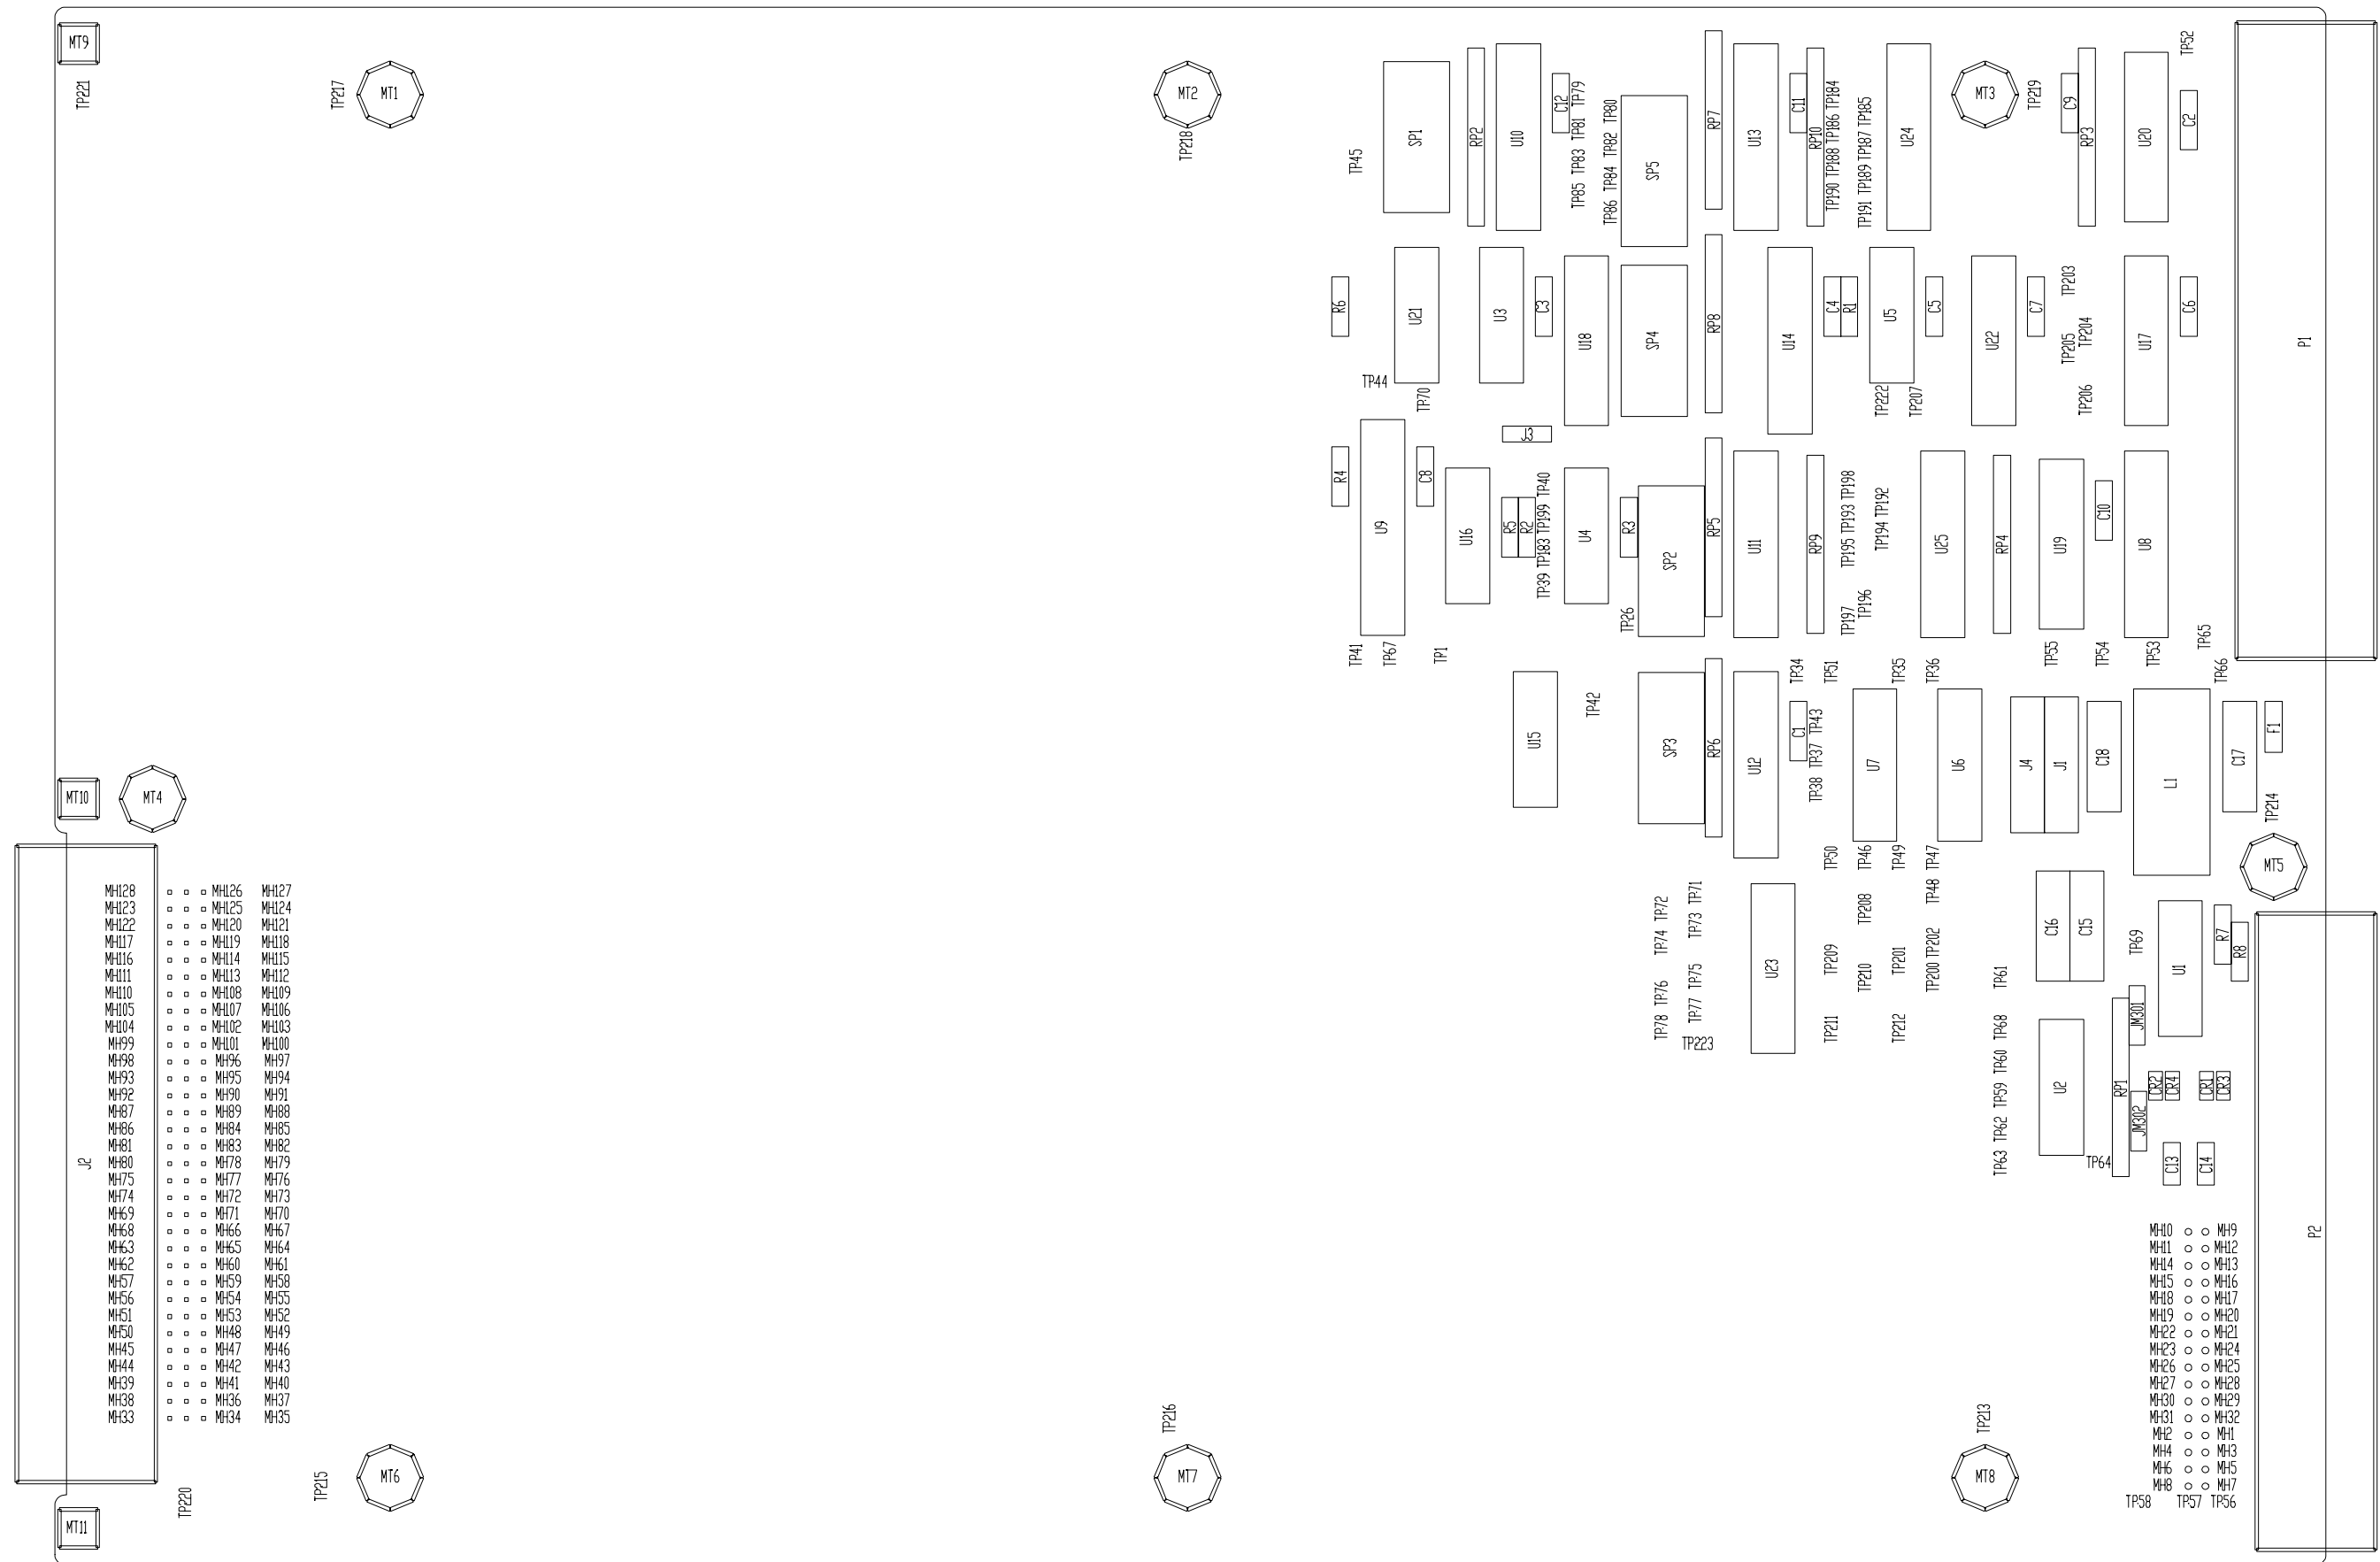 MT9
TP221
TP217
MT1
MT2
TP218
TP45
SP1
RP2
U10
C12
TP85 TP83 TP81 TP79
TP86 TP84 TP82 TP80
SP5
RP7
U13
C11
RP10
TP190 TP188 TP186 TP184
TP191 TP189 TP187 TP185
U24
MT3
TP219
C9
RP3
U20
C2
TP52
P1
R6
U21
U3
C3
U18
SP4
RP8
U14
C4
R1
U5
C5
U22
C7
TP203
TP205
TP204
TP206
U17
C6
TP44
TP70
TP222
TP207
J3
R4
U9
C8
U16
R5
R2
TP39 TP183 TP199 TP40
U4
R3
TP26
SP2
RP5
U11
RP9
TP195 TP193 TP198
TP194 TP192
TP197
TP196
U25
RP4
U19
C10
U8
TP41
TP67
TP1
TP55
TP54
TP53
TP65
TP66
TP34
TP51
TP35
TP36
U15
TP42
SP3
RP6
U12
C1
TP38 TP37 TP43
U7
U6
J4
J1
C18
L1
C17
F1
TP214
MT5
MT10
MT4
TP50
TP46
TP49
TP47
TP48
TP72
TP71
TP74
TP73
TP76
TP75
TP78
TP77
TP223
U23
TP208
TP209
TP210
TP201
TP200 TP202
TP211
TP212
C16
C15
TP69
U1
R7
R8
TP61
TP68
TP60
TP59
TP62
TP63
U2
RP1
JM301
JM302
CR2
CR4
CR1
CR3
TP64
C13
C14
P2
J2
MH128 MH126 MH127
MH123 MH125 MH124
MH122 MH120 MH121
MH117 MH119 MH118
MH116 MH114 MH115
MH111 MH113 MH112
MH110 MH108 MH109
MH105 MH107 MH106
MH104 MH102 MH103
MH99 MH101 MH100
MH98 MH96 MH97
MH93 MH95 MH94
MH92 MH90 MH91
MH87 MH89 MH88
MH86 MH84 MH85
MH81 MH83 MH82
MH80 MH78 MH79
MH75 MH77 MH76
MH74 MH72 MH73
MH69 MH71 MH70
MH68 MH66 MH67
MH63 MH65 MH64
MH62 MH60 MH61
MH57 MH59 MH58
MH56 MH54 MH55
MH51 MH53 MH52
MH50 MH48 MH49
MH45 MH47 MH46
MH44 MH42 MH43
MH39 MH41 MH40
MH38 MH36 MH37
MH33 MH34 MH35
MH10 MH9
MH11 MH12
MH14 MH13
MH15 MH16
MH18 MH17
MH19 MH20
MH22 MH21
MH23 MH24
MH26 MH25
MH27 MH28
MH30 MH29
MH31 MH32
MH2 MH1
MH4 MH3
MH6 MH5
MH8 MH7
TP58 TP57 TP56
TP220
TP215
MT6
TP216
MT7
TP213
MT8
MT11